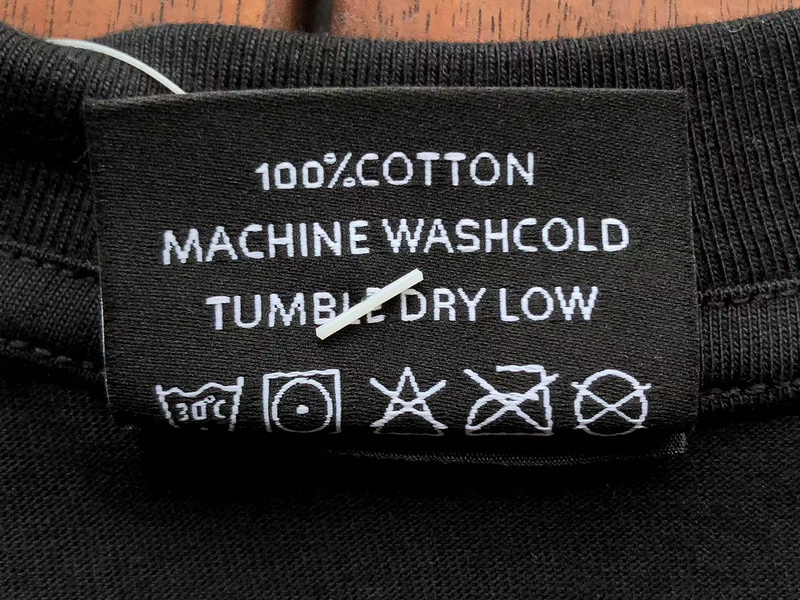 100%COTTON
MACHINE WASHCOLD
TUMBLE DRY LOW
30°C